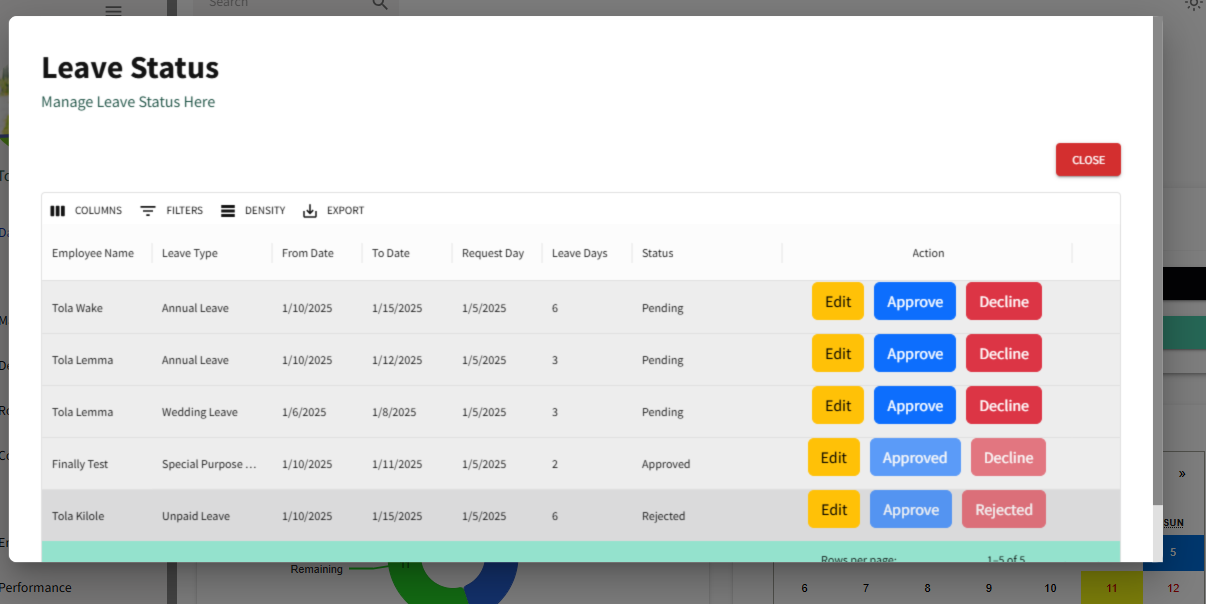 Search
Leave Status
Manage Leave Status Here
CLOSE
COLUMNS FILTERS DENSITY EXPORT
Employee Name Leave Type From Date To Date Request Day Leave Days Status Action
Tola Wake Annual Leave 1/10/2025 1/15/2025 1/5/2025 6 Pending Edit Approve Decline
Tola Lemma Annual Leave 1/10/2025 1/12/2025 1/5/2025 3 Pending Edit Approve Decline
Tola Lemma Wedding Leave 1/6/2025 1/8/2025 1/5/2025 3 Pending Edit Approve Decline
Finally Test Special Purpose ... 1/10/2025 1/11/2025 1/5/2025 2 Approved Edit Approved Decline
Tola Kilole Unpaid Leave 1/10/2025 1/15/2025 1/5/2025 6 Rejected Edit Approve Rejected
Rows per page: 1–5 of 5
»
SUN
5
Remaining
Performance 6 7 8 9 10 11 12